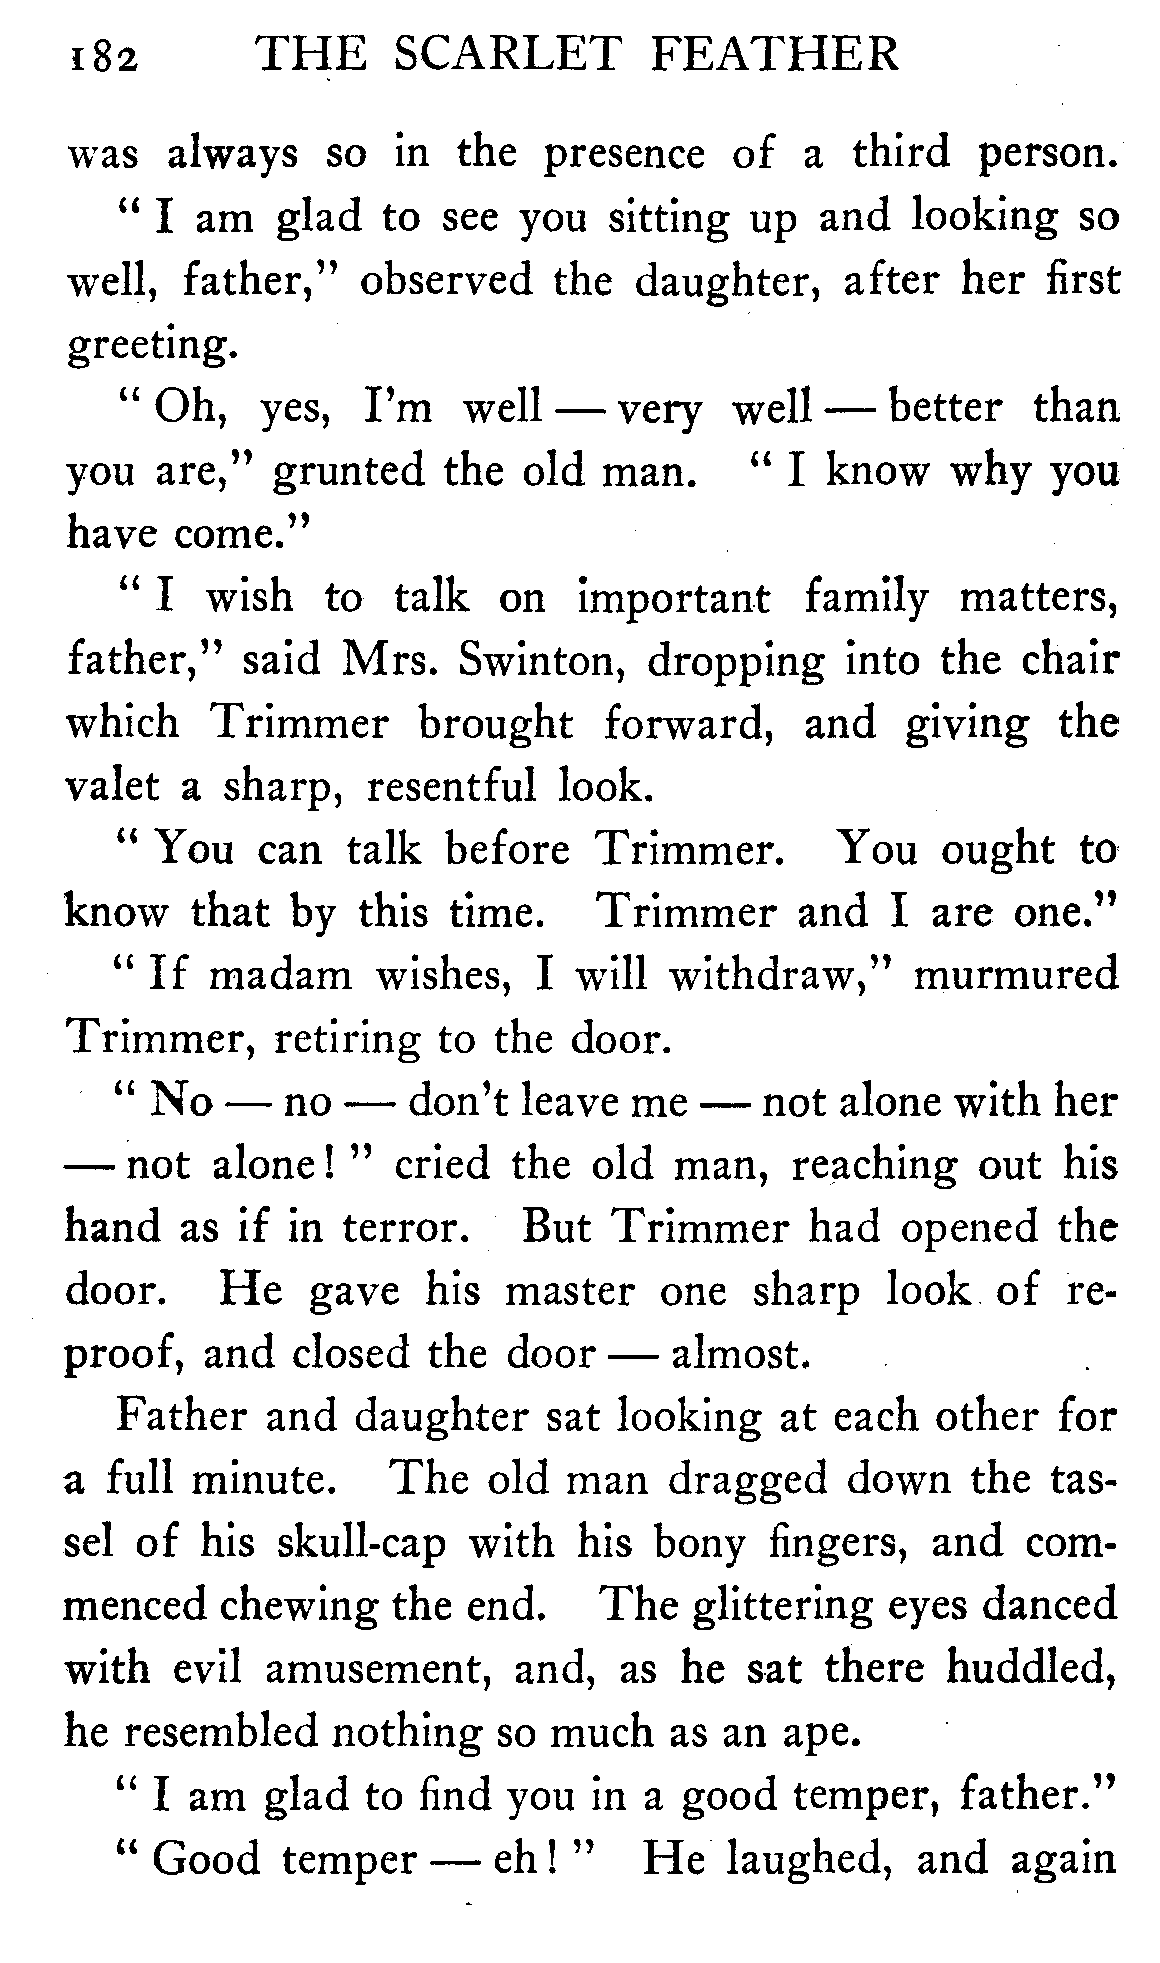 182 THE SCARLET FEATHER
was always so in the presence of a third person.
“ I am glad to see you sitting up and looking so
well, father,” observed the daughter, after her first
greeting.
“ Oh, yes, I’m well — very well — better than
you are,” grunted the old man. “ I know why you
have come.”
“ I wish to talk on important family matters,
father,” said Mrs. Swinton, dropping into the chair
which Trimmer brought forward, and giving the
valet a sharp, resentful look.
“ You can talk before Trimmer. You ought to
know that by this time. Trimmer and I are one.”
“ If madam wishes, I will withdraw,” murmured
Trimmer, retiring to the door.
“ No — no — don’t leave me — not alone with her
— not alone! ” cried the old man, reaching out his
hand as if in terror. But Trimmer had opened the
door. He gave his master one sharp look of re-
proof, and closed the door — almost.
Father and daughter sat looking at each other for
a full minute. The old man dragged down the tas-
sel of his skull-cap with his bony fingers, and com-
menced chewing the end. The glittering eyes danced
with evil amusement, and, as he sat there huddled,
he resembled nothing so much as an ape.
“ I am glad to find you in a good temper, father.”
“ Good temper — eh! ” He laughed, and again